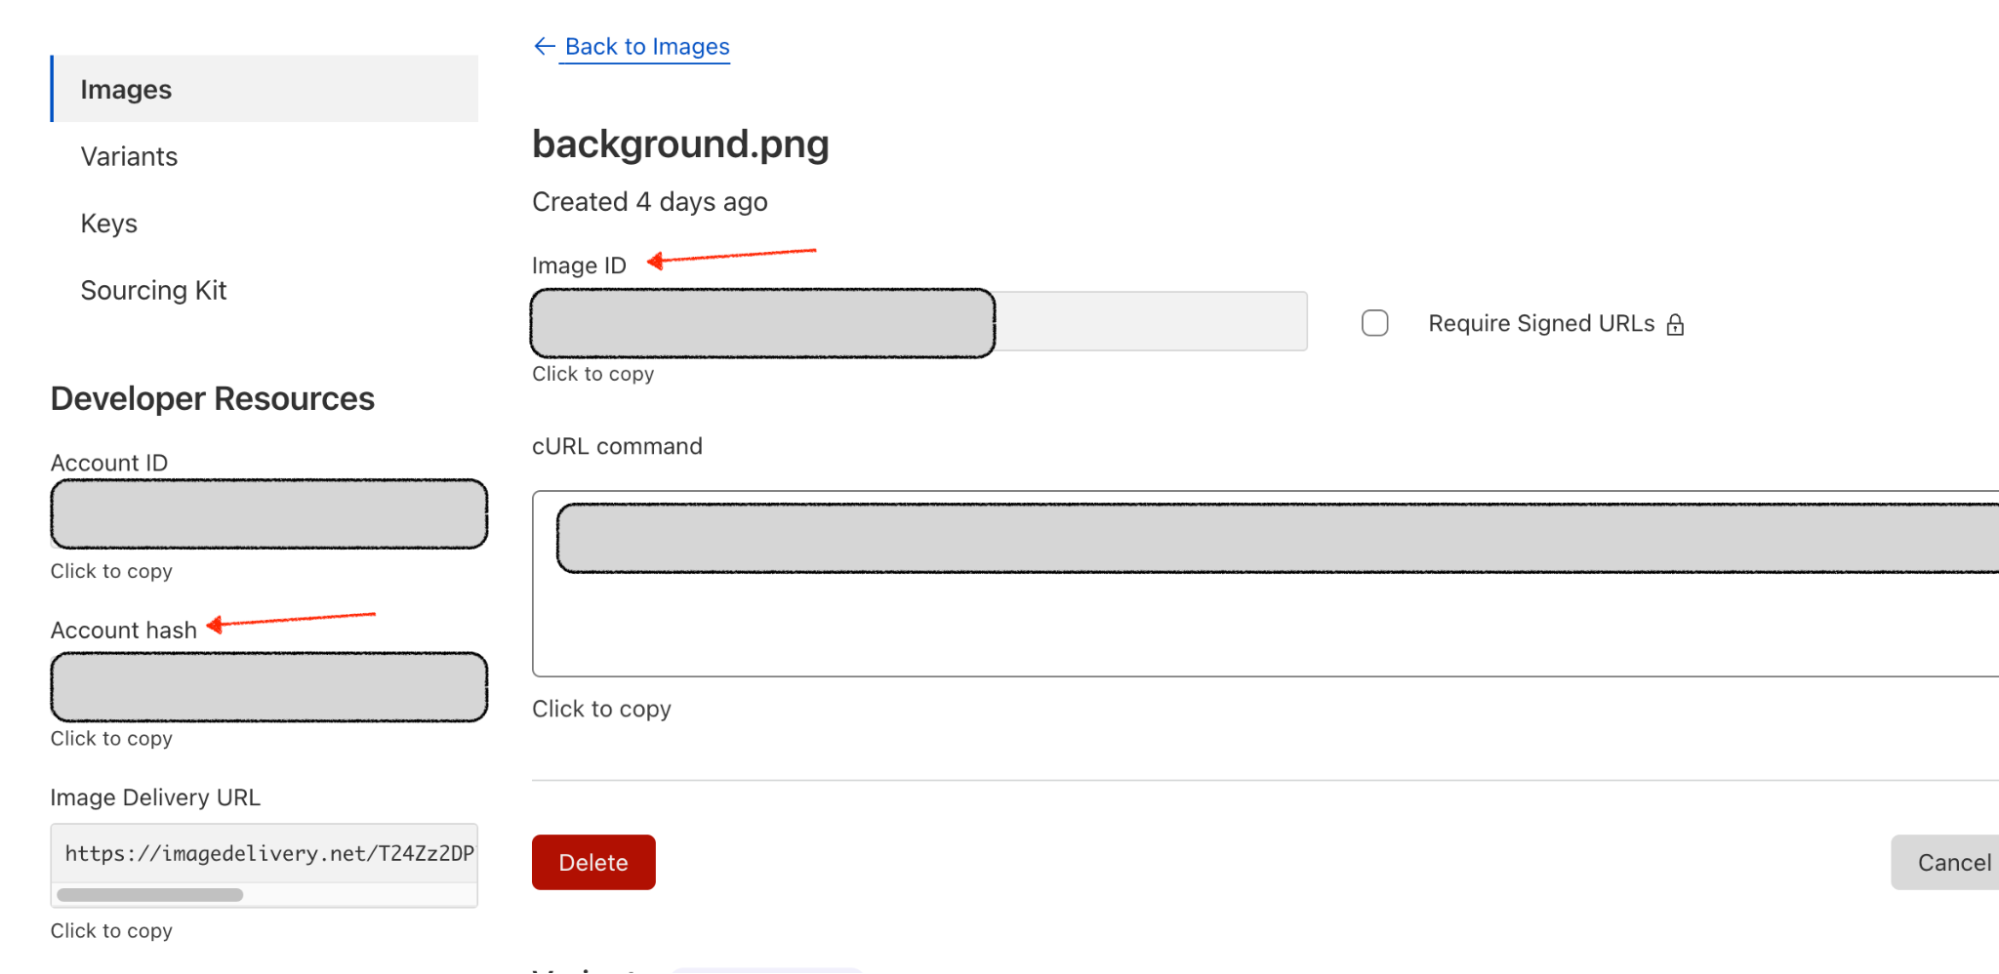 Images
Variants
Keys
Sourcing Kit
Developer Resources
Account ID
Click to copy
Account hash
Click to copy
Image Delivery URL
https://imagedelivery.net/T24Zz2DP
Click to copy
← Back to Images
background.png
Created 4 days ago
Image ID
Require Signed URLs
Click to copy
cURL command
Click to copy
Delete
Cancel